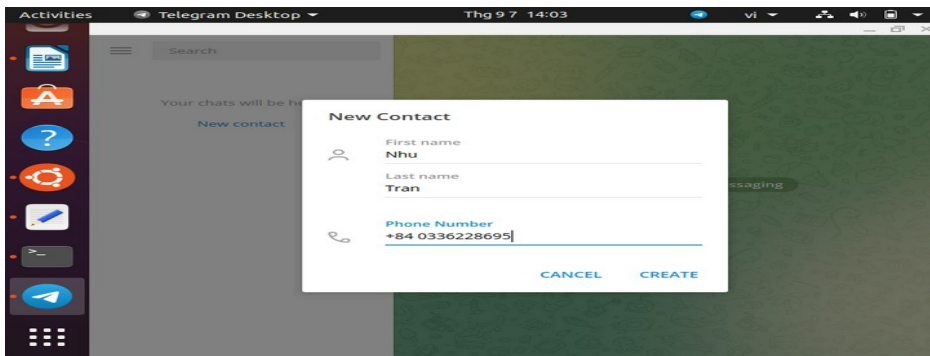 Activities Telegram Desktop Thg 9 7 14:03 vi
Search
Your chats will be he
New contact
New Contact
First name
Nhu
Last name
Tran
ssaging
Phone Number
+84 0336228695
CANCEL CREATE